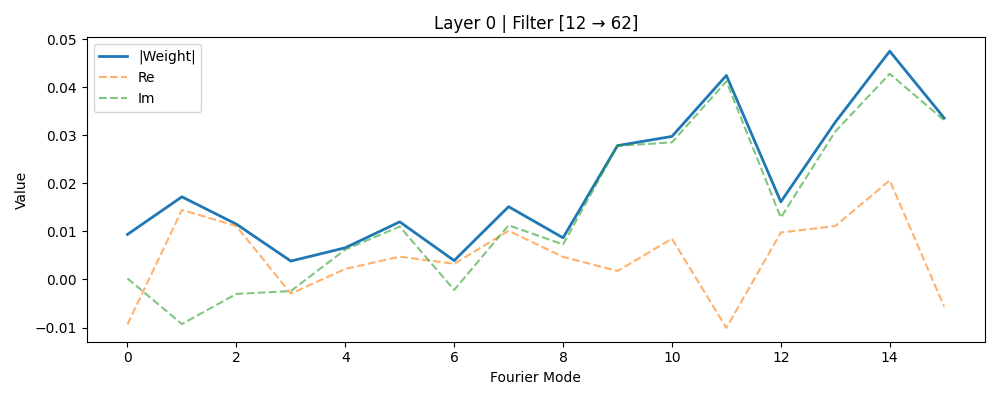 Layer 0 | Filter [12 → 62]
|Weight|
Re
Im
0.05
0.04
0.03
0.02
0.01
0.00
−0.01
Value
0 2 4 6 8 10 12 14
Fourier Mode